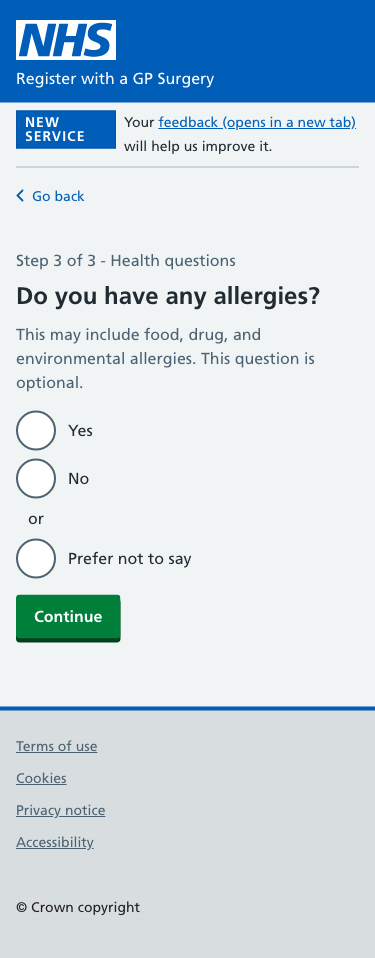 NHS
Register with a GP Surgery
NEW
SERVICE
Your feedback (opens in a new tab)
will help us improve it.
Go back
Step 3 of 3 - Health questions
Do you have any allergies?
This may include food, drug, and
environmental allergies. This question is
optional.
Yes
No
or
Prefer not to say
Continue
Terms of use
Cookies
Privacy notice
Accessibility
© Crown copyright